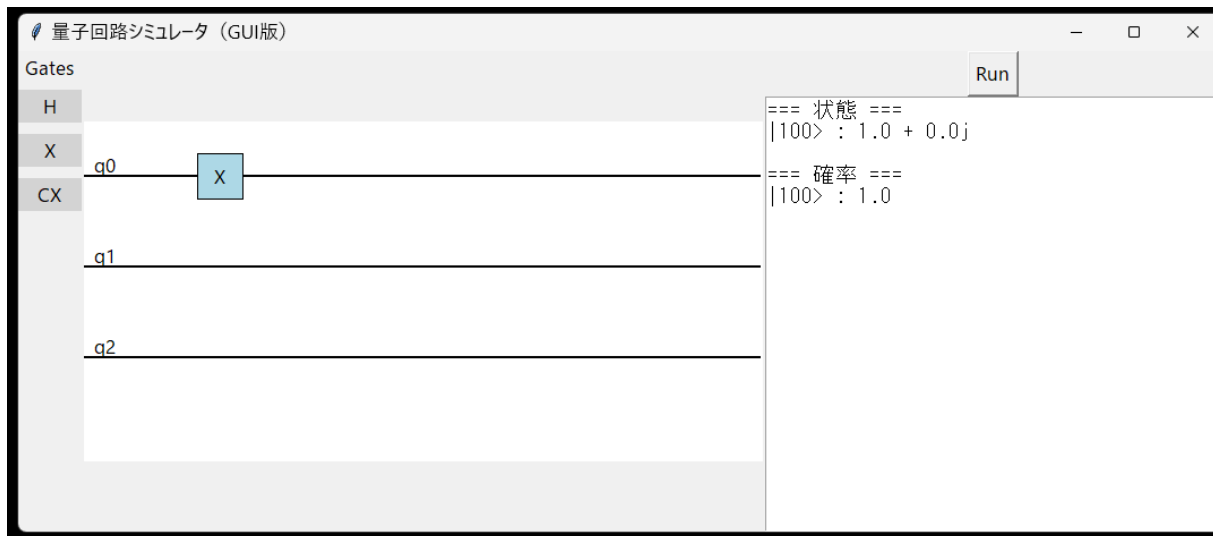 量子回路シミュレータ（GUI版）
Gates
Run
H
X
CX
q0
X
q1
q2
=== 状態 ===
|100> : 1.0 + 0.0j
=== 確率 ===
|100> : 1.0